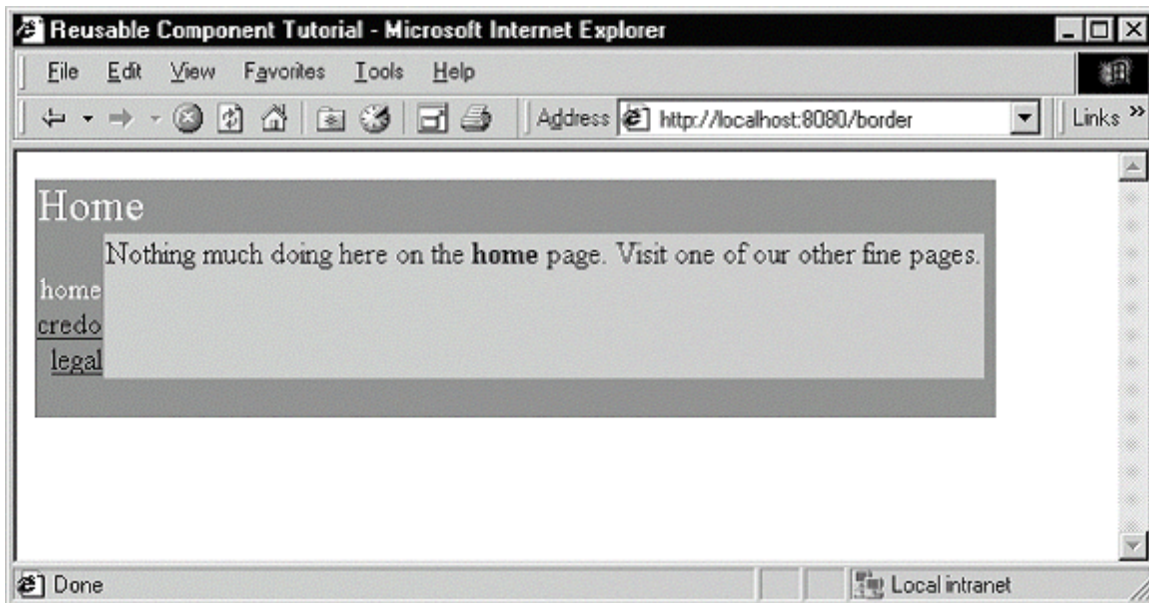 Reusable Component Tutorial - Microsoft Internet Explorer
File Edit View Favorites Tools Help
Address http://localhost:8080/border Links »
Home
Nothing much doing here on the home page. Visit one of our other fine pages.
home
credo
legal
Done Local intranet